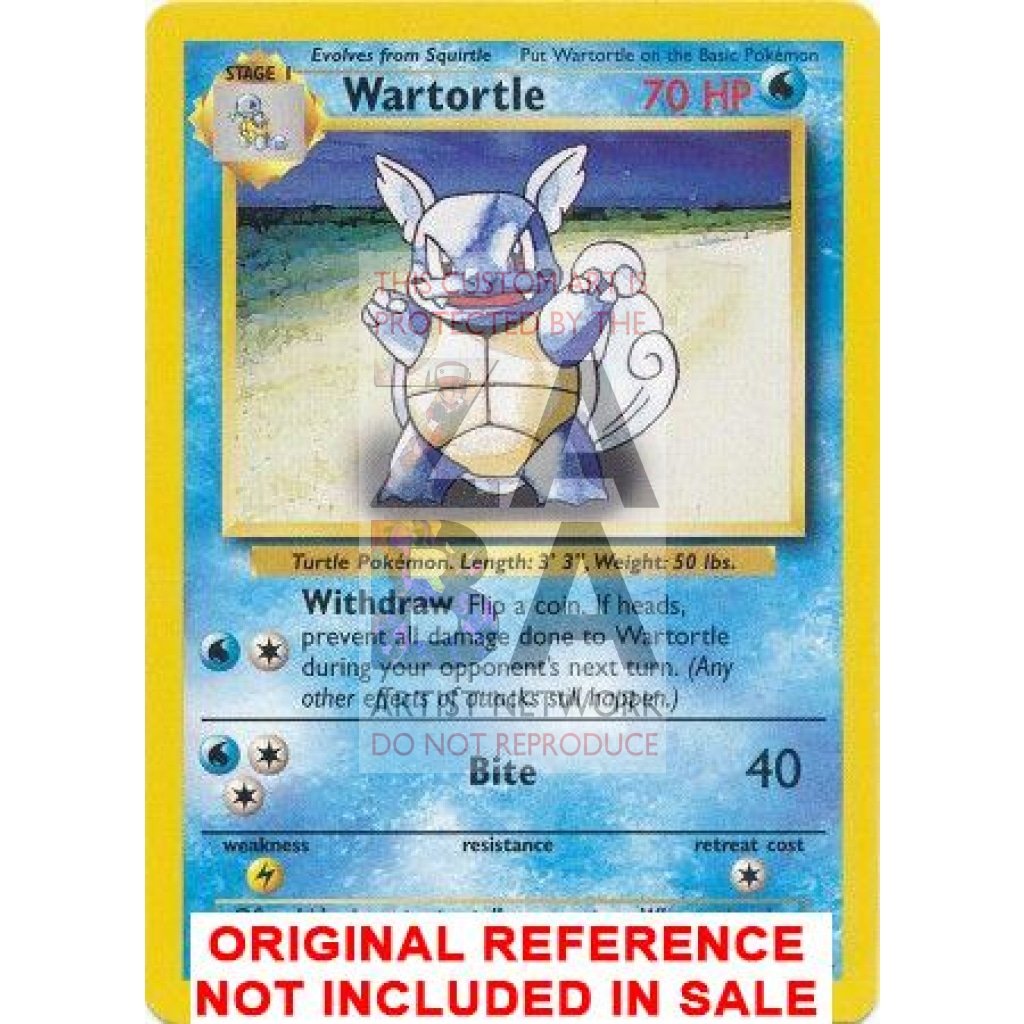 Evolves from Squirtle Put Wartortle on the Basic Pokémon
STAGE 1
Wartortle 70 HP
THIS CUSTOM ART IS
PROTECTED BY THE
ZABA
Turtle Pokémon. Length: 3' 3", Weight: 50 lbs.
Withdraw Flip a coin. If heads,
prevent all damage done to Wartortle
during your opponent's next turn. (Any
other effects of attacks still happen.)
ARTIST NETWORK
DO NOT REPRODUCE
Bite 40
weakness resistance retreat cost
ORIGINAL REFERENCE
NOT INCLUDED IN SALE